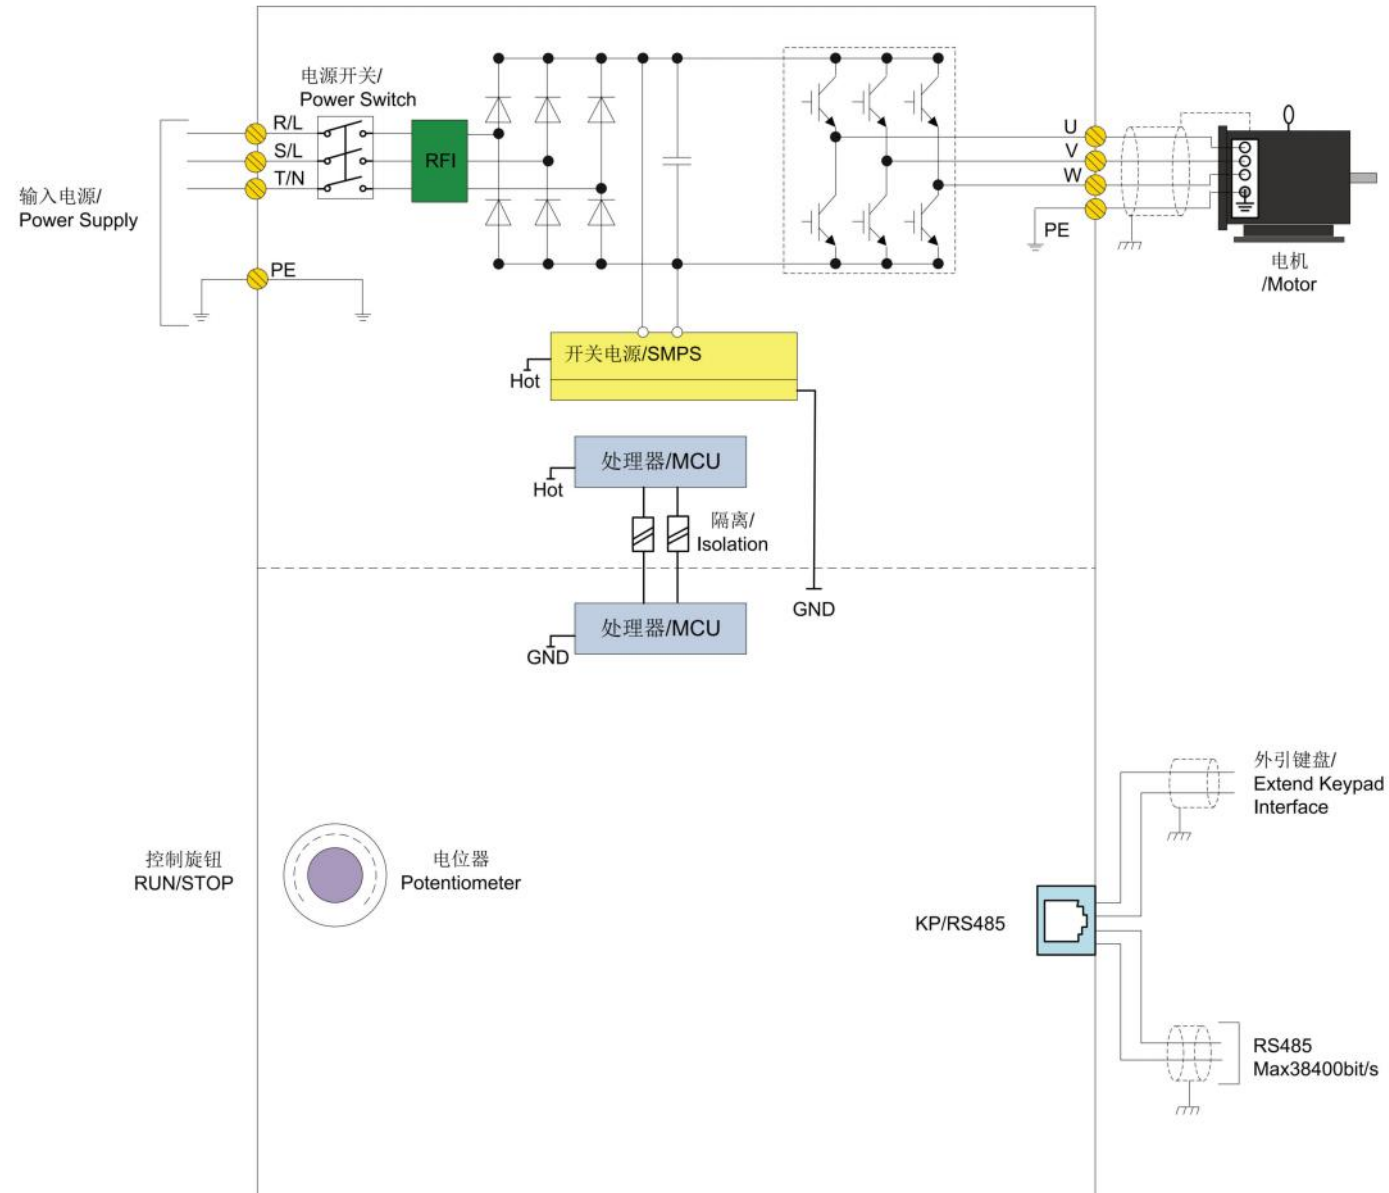 电源开关/
Power Switch
R/L
S/L
T/N
RFI
输入电源/
Power Supply
PE
U
V
W
PE
电机
/Motor
开关电源/SMPS
Hot
处理器/MCU
Hot
隔离/
Isolation
GND
处理器/MCU
GND
外引键盘/
Extend Keypad
Interface
控制旋钮
RUN/STOP
电位器
Potentiometer
KP/RS485
RS485
Max38400bit/s